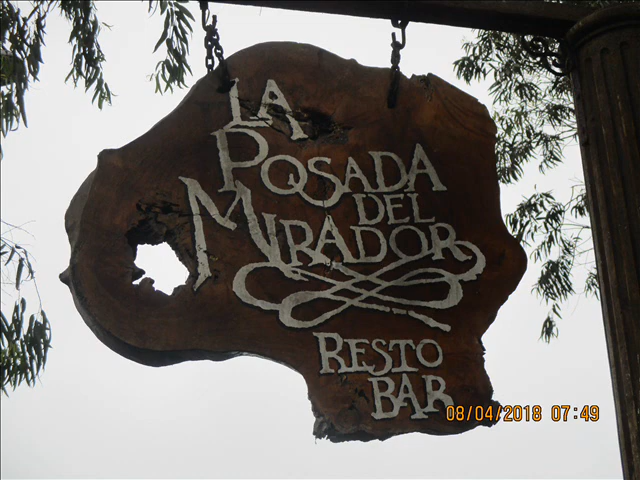 LA
POSADA
DEL
MIRADOR
RESTO
BAR
08/04/2018 07:49